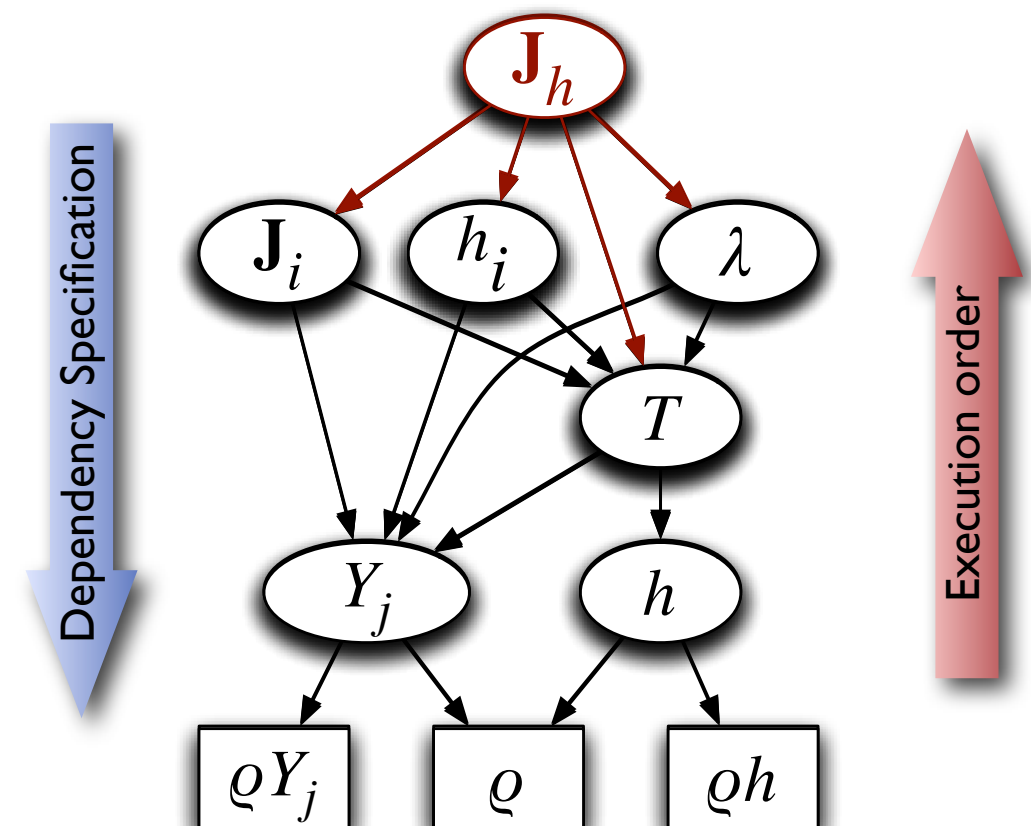 J_h
Dependency Specification
J_i
h_i
λ
Execution order
T
Y_j
h
ϱY_j
ϱ
ϱh